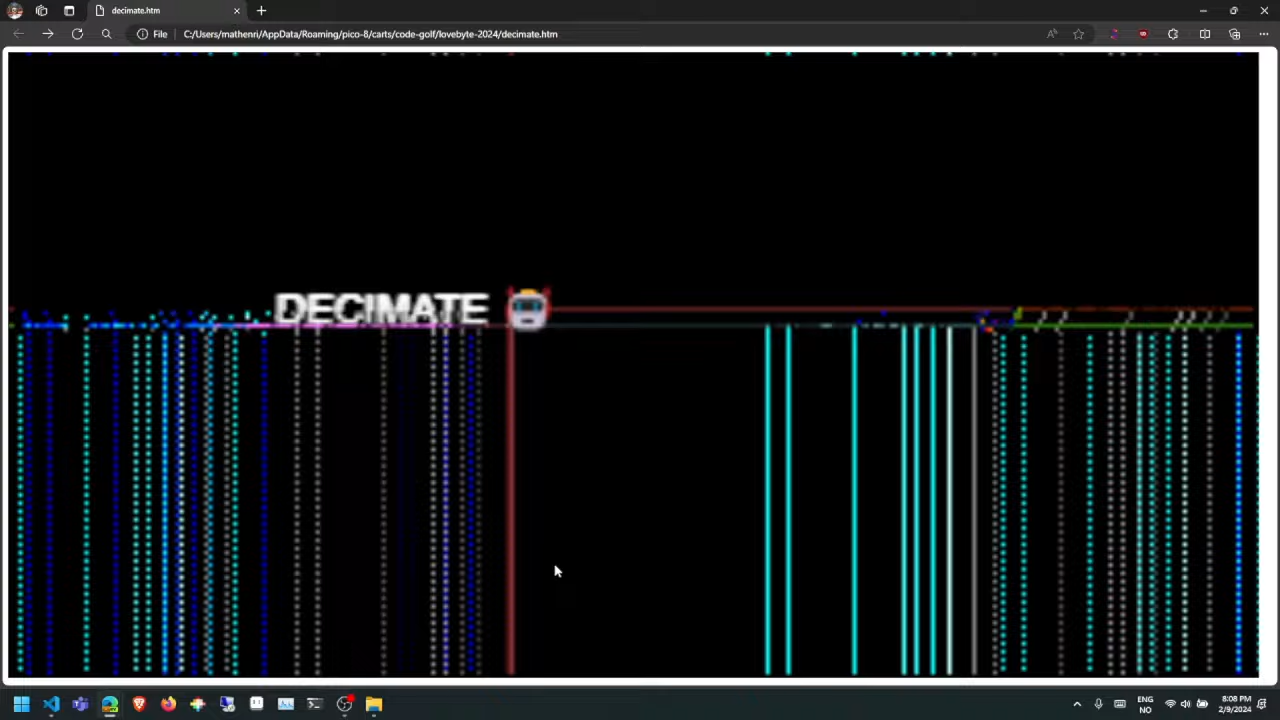 decimate.htm
File
C:/Users/mathenri/AppData/Roaming/pico-8/carts/code-golf/lovebyte-2024/decimate.htm
DECIMATE
ENG
NO
8:08 PM
2/9/2024